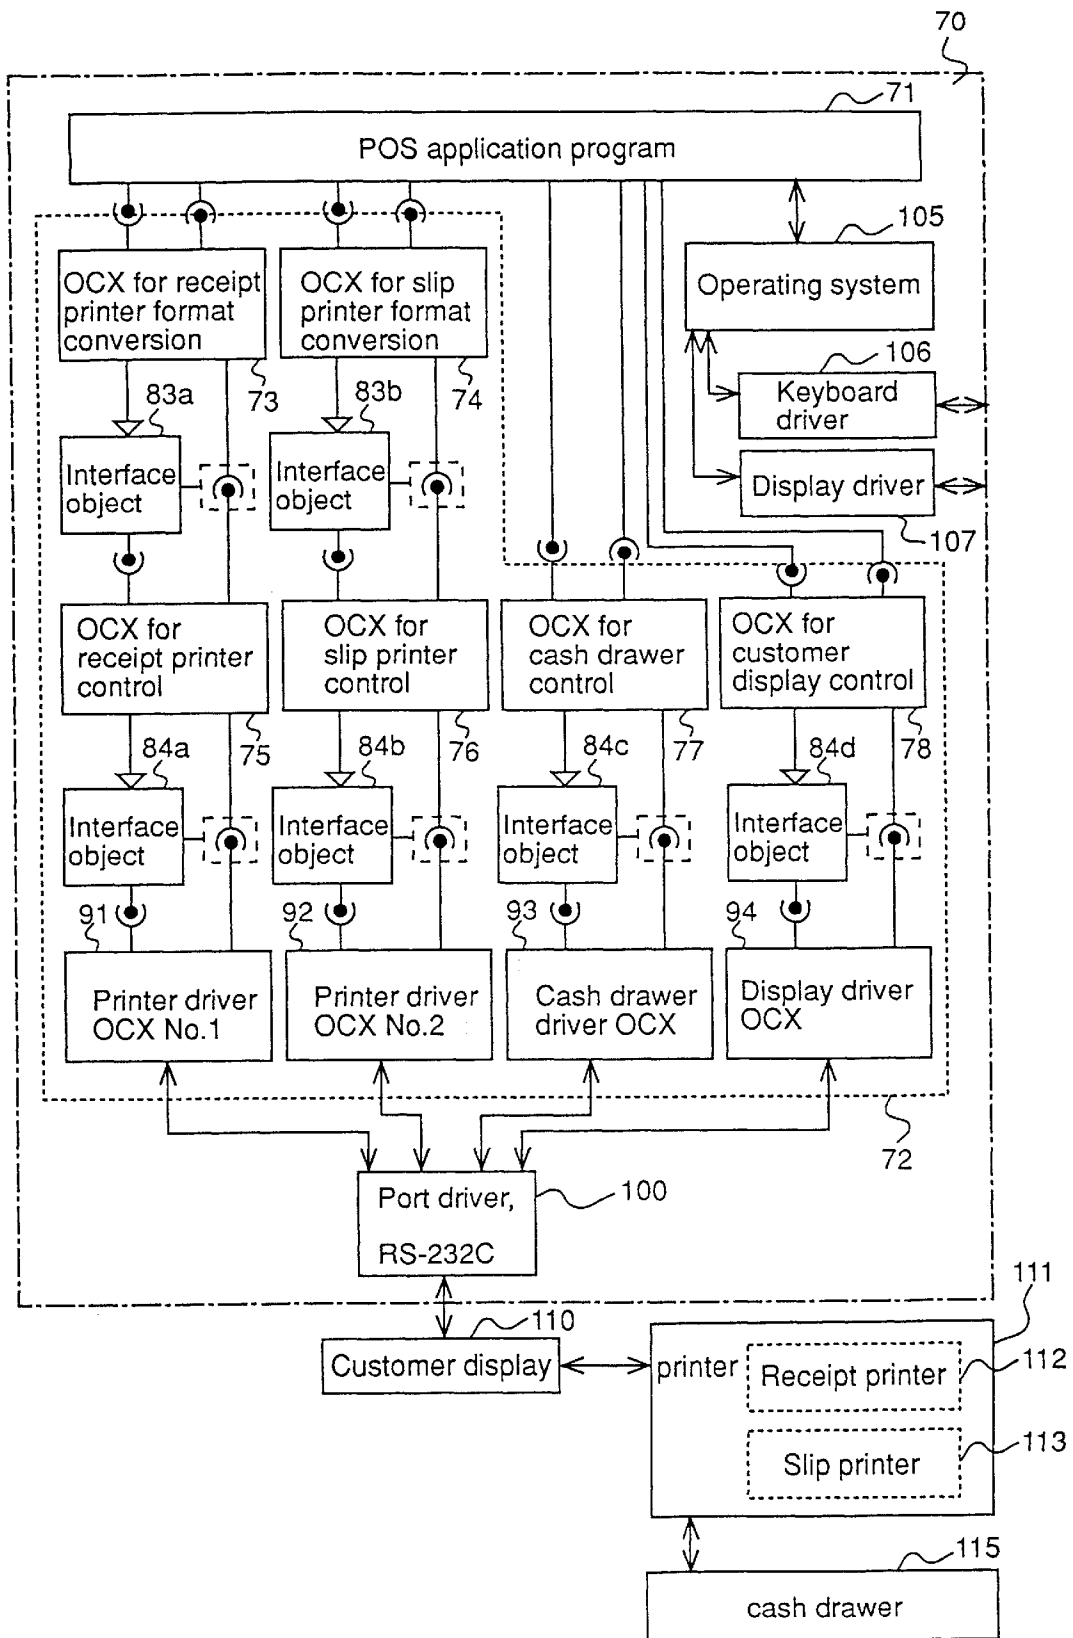 70
71
POS application program
105
Operating system
OCX for receipt
printer format
conversion
OCX for slip
printer format
conversion
73
74
106
Keyboard
driver
83a
83b
Interface
object
Interface
object
Display driver
107
OCX for
receipt printer
control
OCX for
slip printer
control
OCX for
cash drawer
control
OCX for
customer
display control
75
76
77
78
84a
84b
84c
84d
Interface
object
Interface
object
Interface
object
Interface
object
91
92
93
94
Printer driver
OCX No.1
Printer driver
OCX No.2
Cash drawer
driver OCX
Display driver
OCX
72
Port driver,
RS-232C
100
110
Customer display
111
printer
Receipt printer
112
Slip printer
113
115
cash drawer